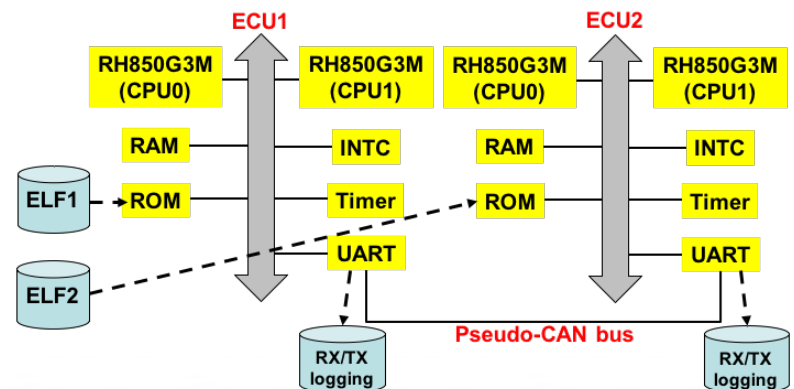 ECU1
ECU2
RH850G3M
(CPU0)
RH850G3M
(CPU1)
RH850G3M
(CPU0)
RH850G3M
(CPU1)
RAM
INTC
RAM
INTC
ELF1
ROM
Timer
ROM
Timer
UART
UART
ELF2
Pseudo-CAN bus
RX/TX
logging
RX/TX
logging